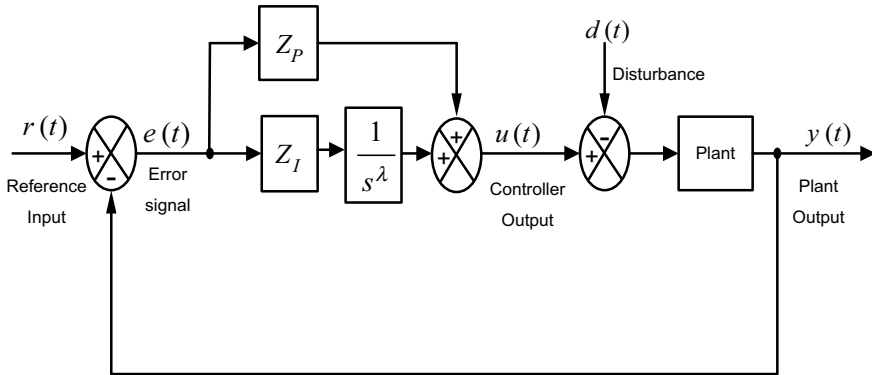 Z_P
d(t)
Disturbance
r(t)
e(t)
+
-
Z_I
1
s^λ
+
+
u(t)
-
+
Plant
y(t)
Reference
Input
Error
signal
Controller
Output
Plant
Output